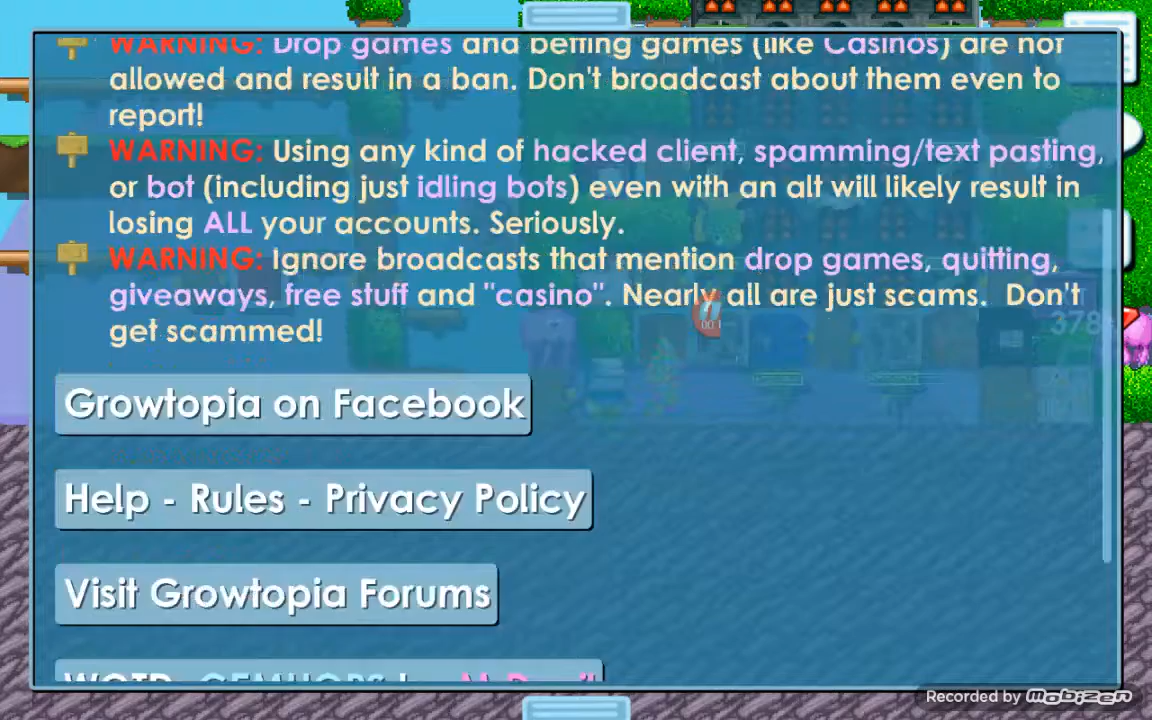 WARNING: Drop games and betting games (like Casinos) are not
allowed and result in a ban. Don't broadcast about them even to
report!
WARNING: Using any kind of hacked client, spamming/text pasting,
or bot (including just idling bots) even with an alt will likely result in
losing ALL your accounts. Seriously.
WARNING: Ignore broadcasts that mention drop games, quitting,
giveaways, free stuff and "casino". Nearly all are just scams. Don't
get scammed!
378
Growtopia on Facebook
Help - Rules - Privacy Policy
Visit Growtopia Forums
Recorded by mobizen